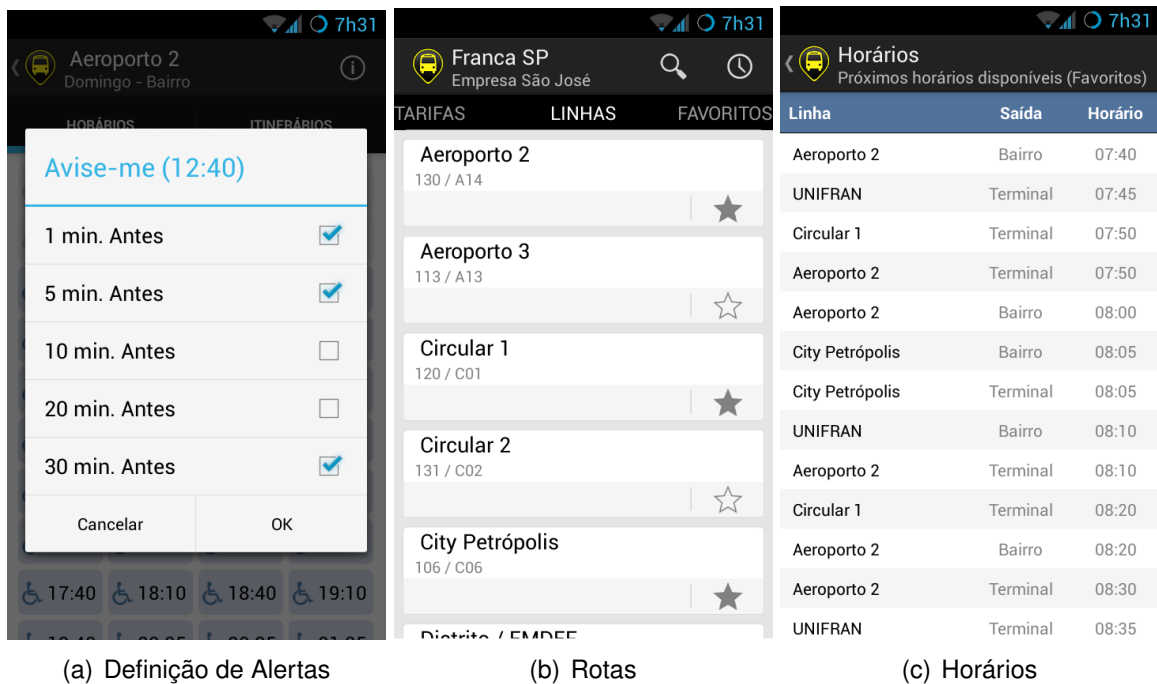 7h31
Aeroporto 2
Domingo - Bairro
HORÁRIOS ITINERÁRIOS
Avise-me (12:40)
1 min. Antes
5 min. Antes
10 min. Antes
20 min. Antes
30 min. Antes
Cancelar OK
17:40 18:10 18:40 19:10
(a) Definição de Alertas
7h31
Franca SP
Empresa São José
TARIFAS LINHAS FAVORITOS
Aeroporto 2
130 / A14
Aeroporto 3
113 / A13
Circular 1
120 / C01
Circular 2
131 / C02
City Petrópolis
106 / C06
Distrito / EMDEF
(b) Rotas
7h31
Horários
Próximos horários disponíveis (Favoritos)
Linha Saída Horário
Aeroporto 2 Bairro 07:40
UNIFRAN Terminal 07:45
Circular 1 Terminal 07:50
Aeroporto 2 Terminal 07:50
Aeroporto 2 Bairro 08:00
City Petrópolis Bairro 08:05
City Petrópolis Terminal 08:05
UNIFRAN Bairro 08:10
Aeroporto 2 Terminal 08:10
Circular 1 Terminal 08:20
Aeroporto 2 Bairro 08:20
Aeroporto 2 Terminal 08:30
UNIFRAN Terminal 08:35
(c) Horários